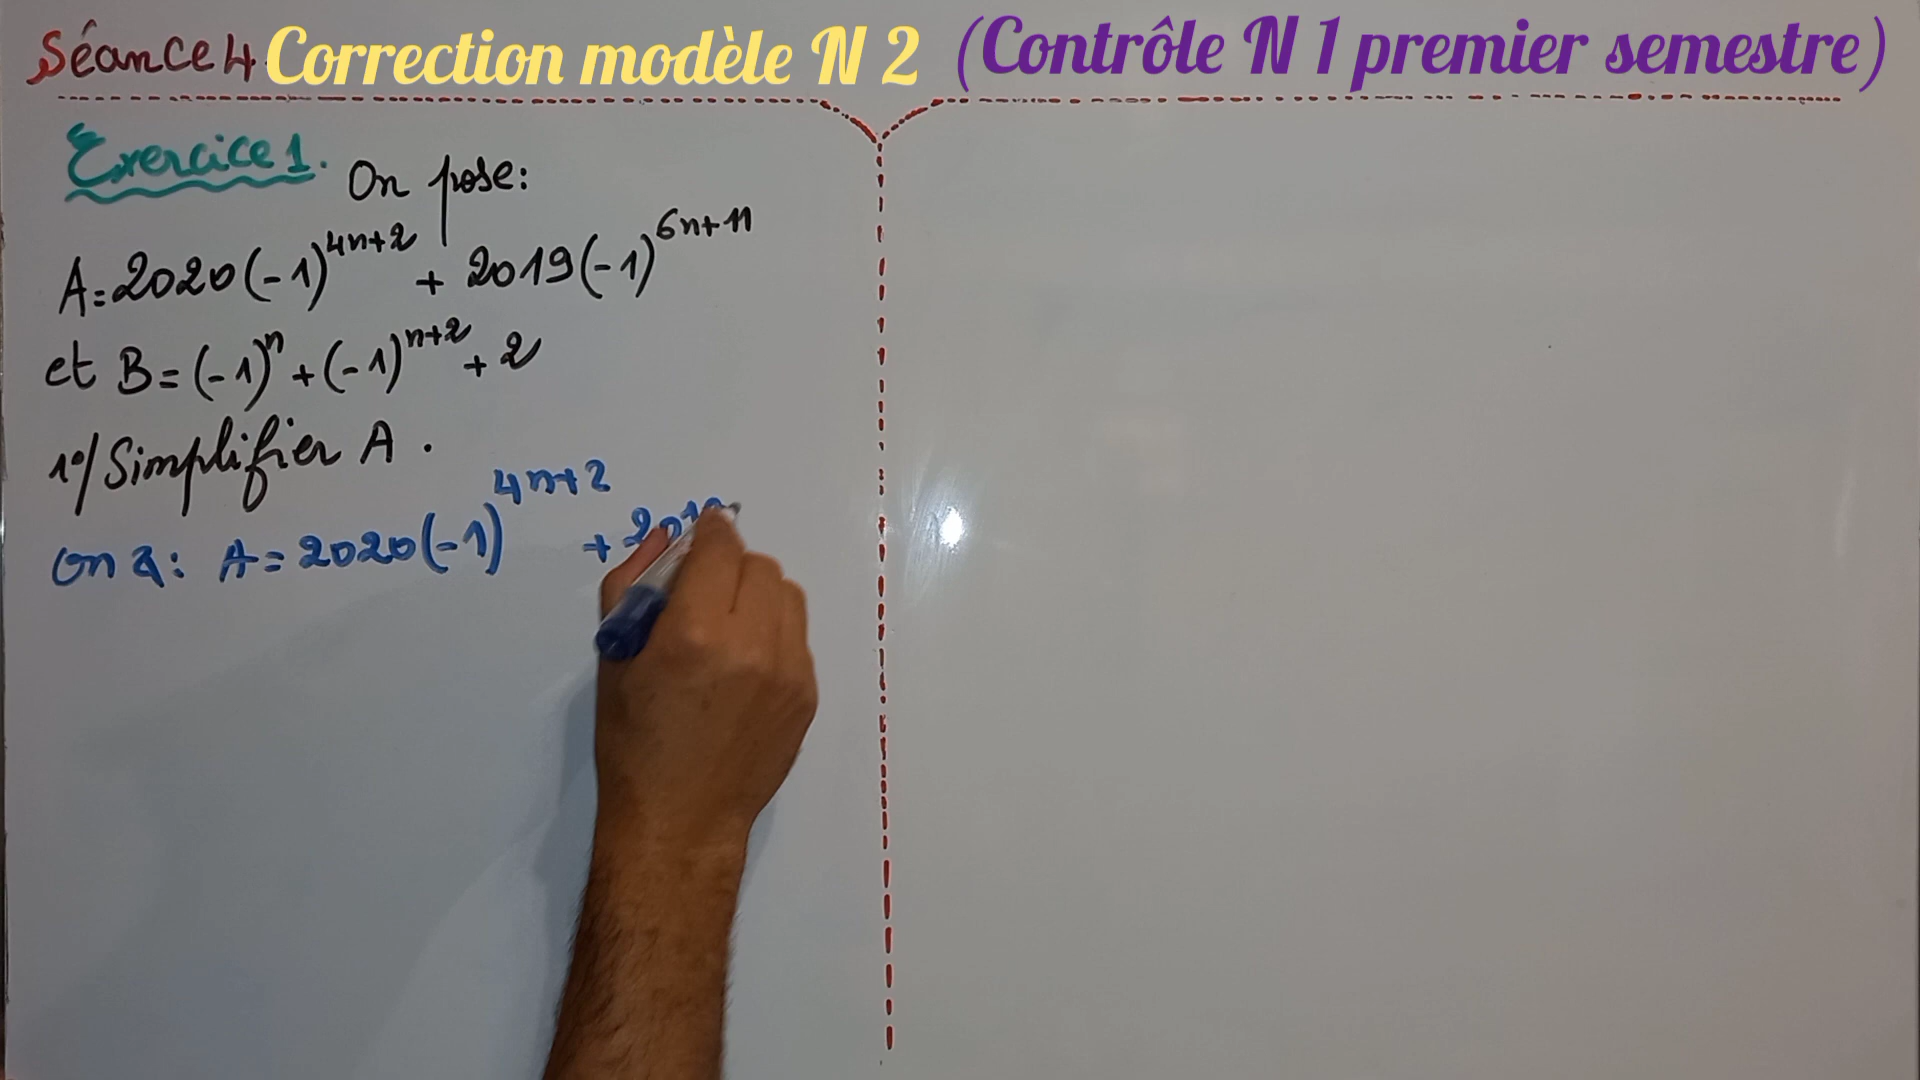 Séance 4 Correction modèle N 2 (Contrôle N 1 premier semestre)
Exercice 1. On pose:
A=2020(-1)^{4n+2} + 2019(-1)^{6n+11}
et B=(-1)^n+(-1)^{n+2}+2
1°/Simplifier A.
on a: A=2020(-1)^{4n+2} +2019